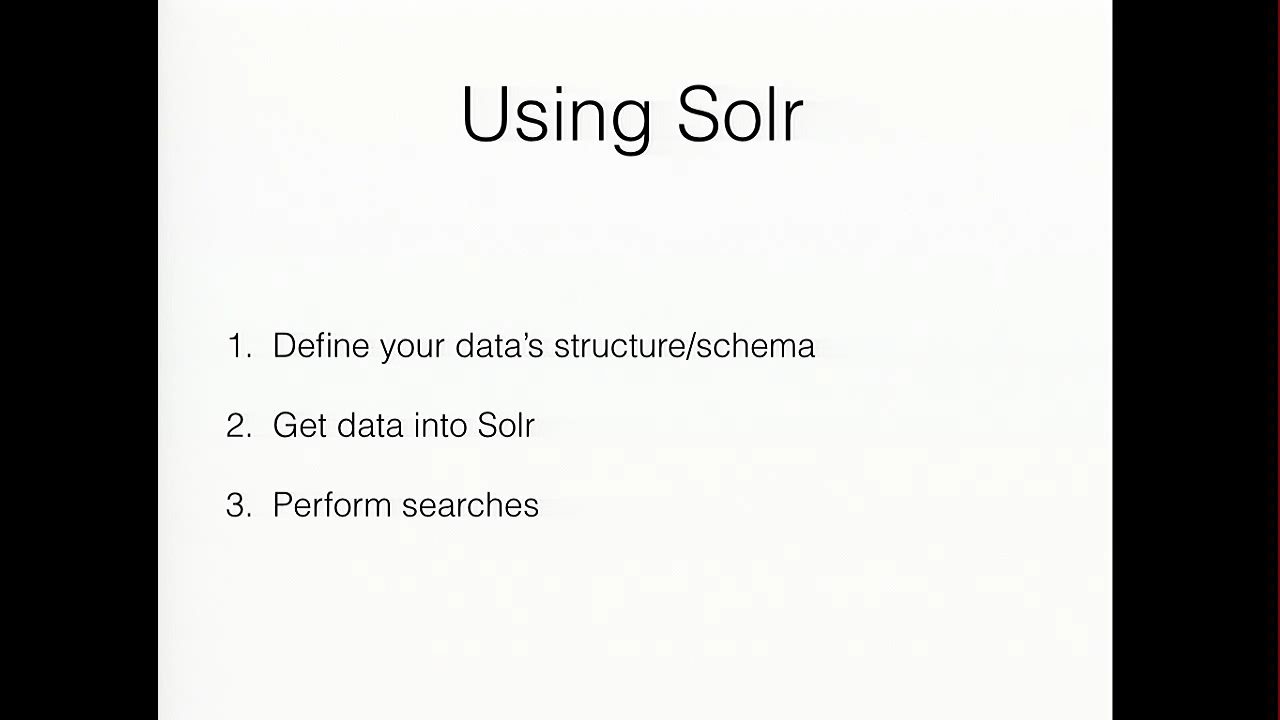 Using Solr
1. Define your data’s structure/schema
2. Get data into Solr
3. Perform searches